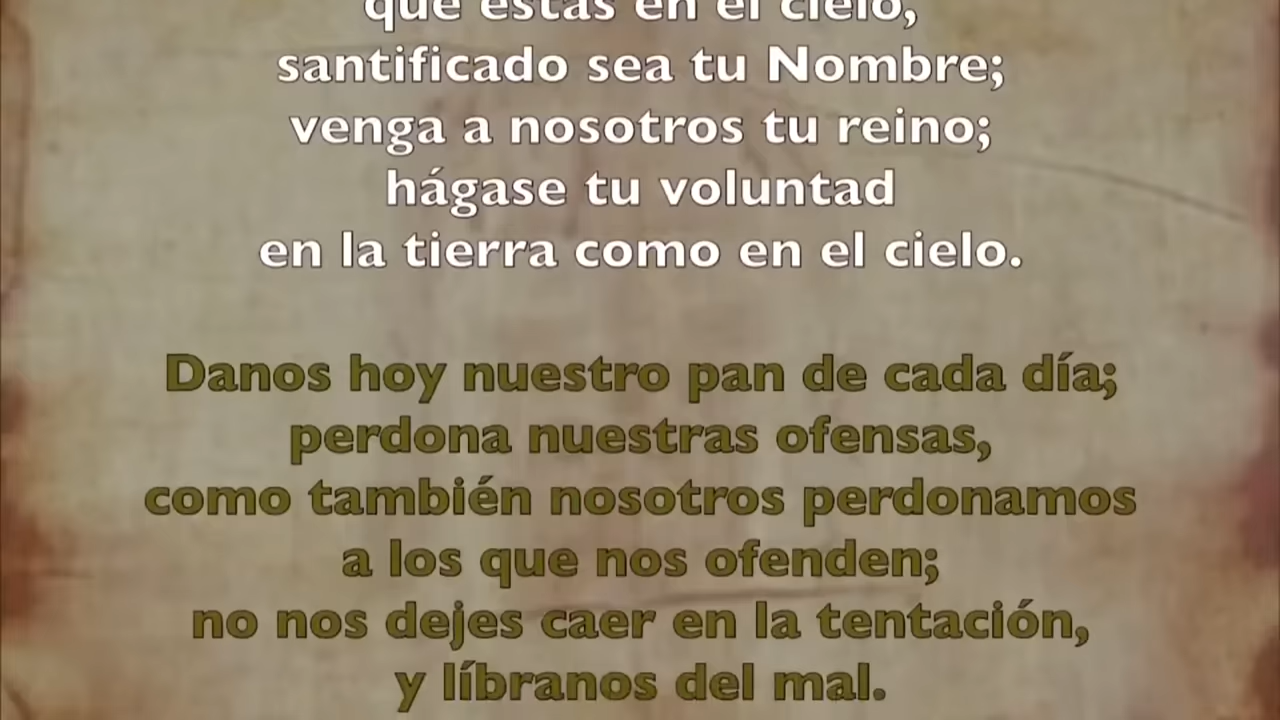 que estás en el cielo,
santificado sea tu Nombre;
venga a nosotros tu reino;
hágase tu voluntad
en la tierra como en el cielo.
Danos hoy nuestro pan de cada día;
perdona nuestras ofensas,
como también nosotros perdonamos
a los que nos ofenden;
no nos dejes caer en la tentación,
y líbranos del mal.